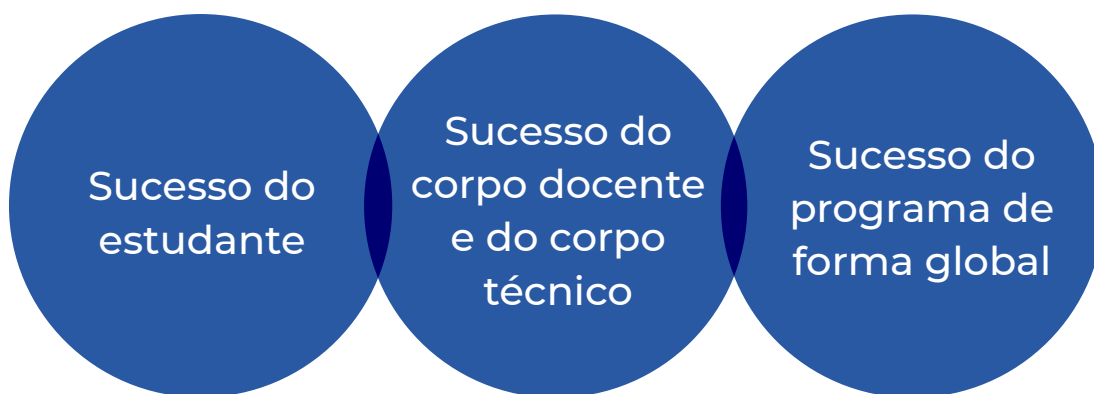 Sucesso do
estudante
Sucesso do
corpo docente
e do corpo
técnico
Sucesso do
programa de
forma global